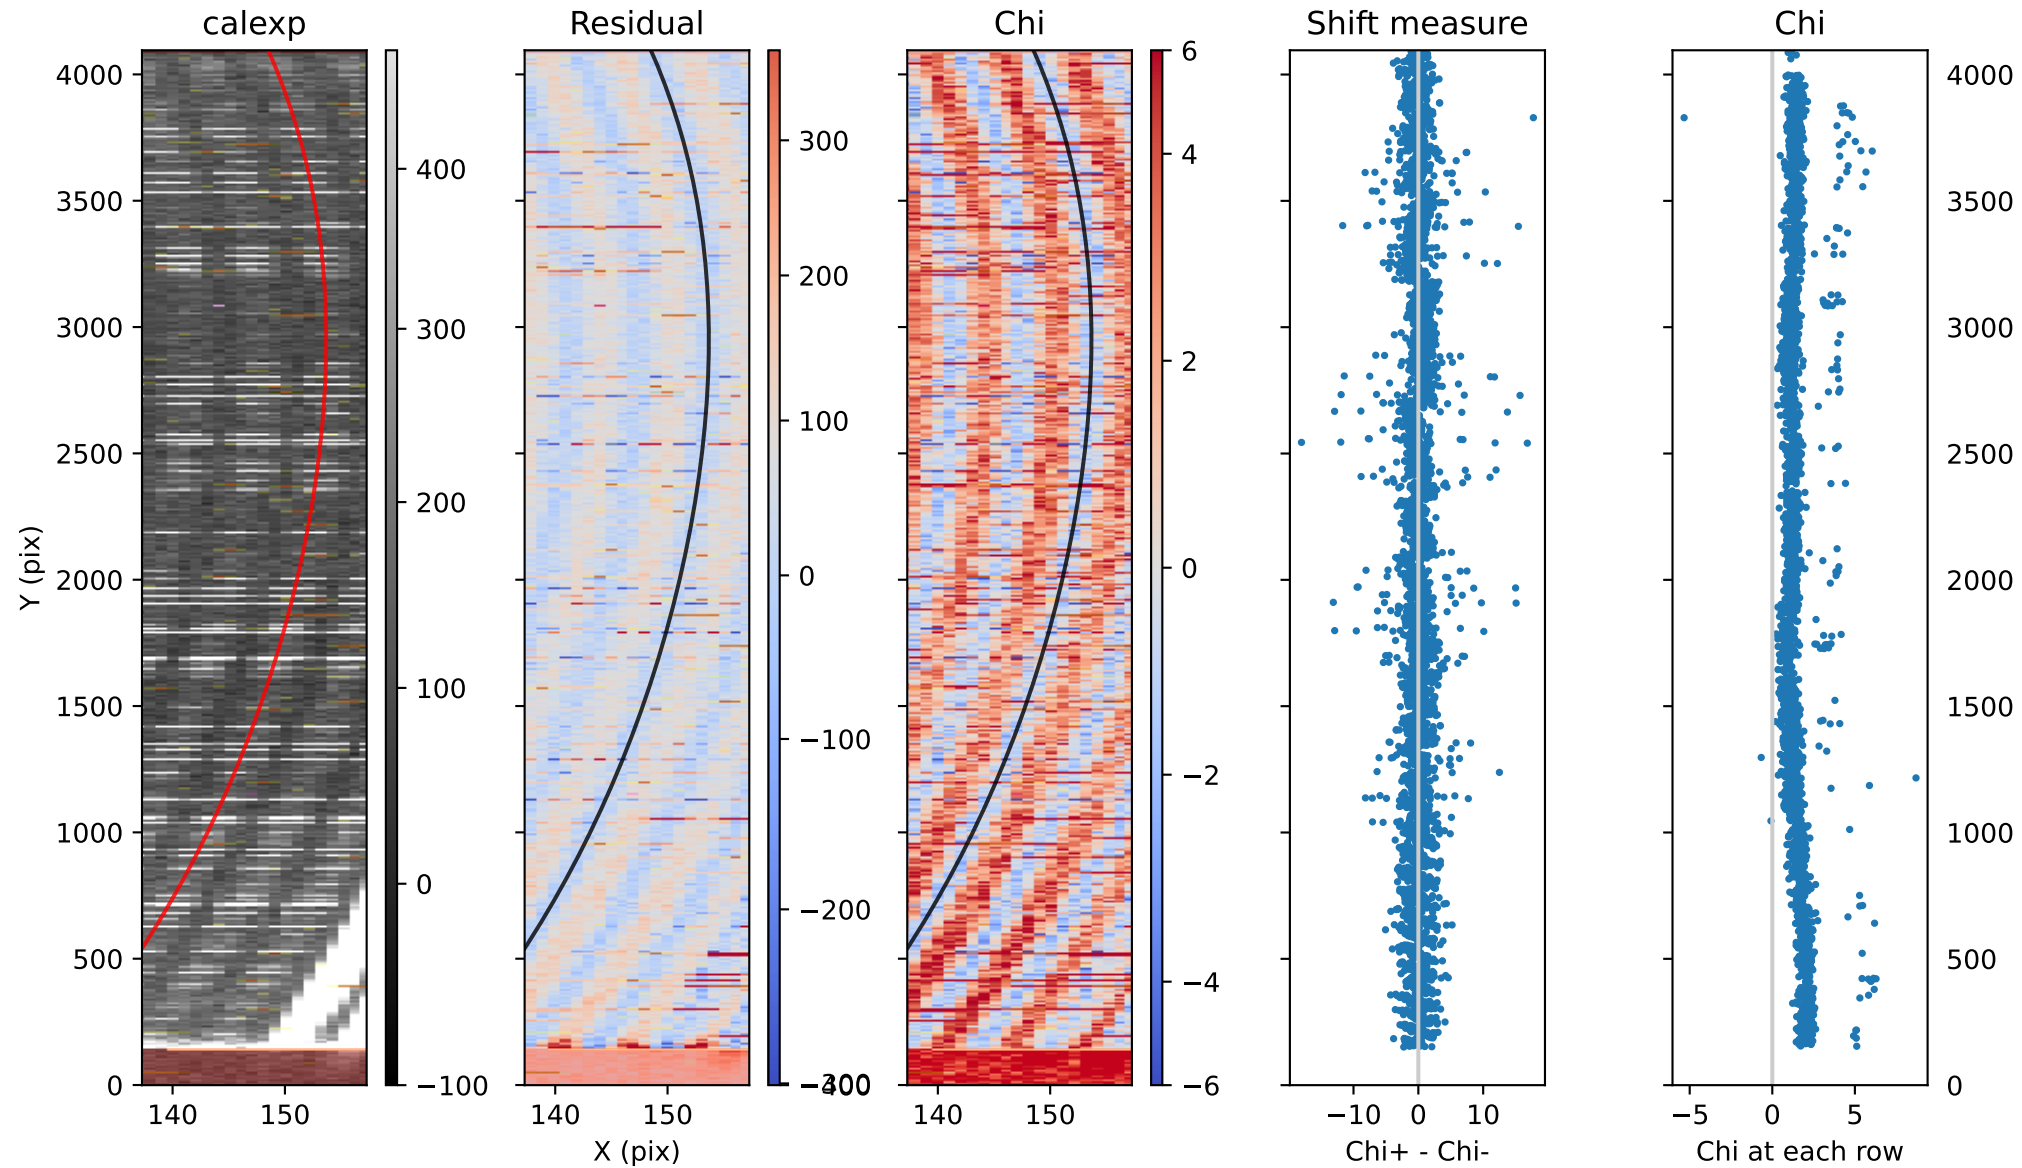 calexp Residual Chi Shift measure Chi
4000 400 300 6 4000
3500 300 200 4 3500
3000 200 100 2 3000
2500 100 0 0 2500
2000 0 −100 −2 2000
1500 −100 −200 −4 1500
1000 −300 −6 1000
500 −400 500
0 0
Y (pix)
140 150 140 150 140 150 −10 0 10 −5 0 5
X (pix) Chi+ - Chi- Chi at each row